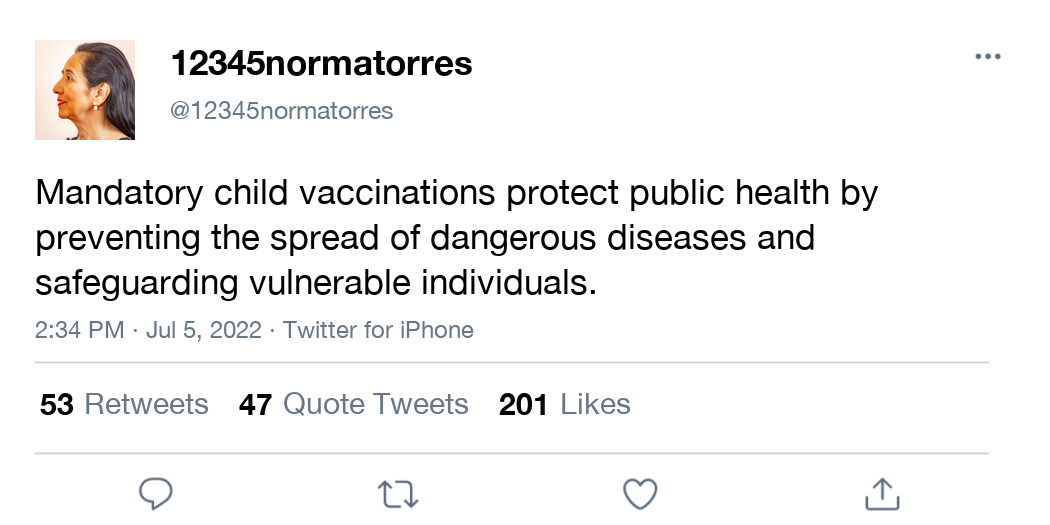 12345normatorres
@12345normatorres
Mandatory child vaccinations protect public health by
preventing the spread of dangerous diseases and
safeguarding vulnerable individuals.
2:34 PM · Jul 5, 2022 · Twitter for iPhone
53 Retweets 47 Quote Tweets 201 Likes